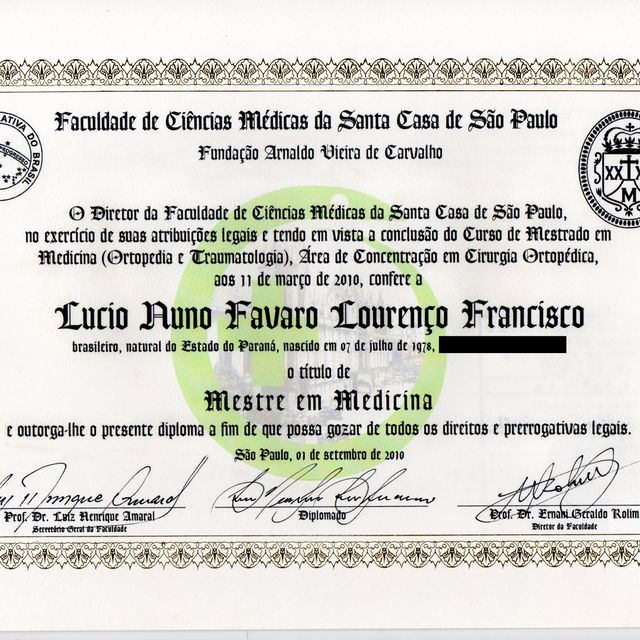 Faculdade de Ciências Médicas da Santa Casa de São Paulo
Fundação Arnaldo Vieira de Carvalho
ATIVA DO BRASIL
XX XX
M
O Diretor da Faculdade de Ciências Médicas da Santa Casa de São Paulo,
no exercício de suas atribuições legais e tendo em vista a conclusão do Curso de Mestrado em
Medicina (Ortopedia e Traumatologia), Área de Concentração em Cirurgia Ortopédica,
aos 11 de março de 2010, confere a
Lucio Nuno Favaro Lourenço Francisco
brasileiro, natural do Estado do Paraná, nascido em 07 de julho de 1978,
o título de
Mestre em Medicina
e outorga-lhe o presente diploma a fim de que possa gozar de todos os direitos e prerrogativas legais.
São Paulo, 01 de setembro de 2010
Prof. Dr. Luiz Henrique Amaral
Secretário Geral da Faculdade
Diplomado
Prof. Dr. Ernani Geraldo Rolim
Diretor da Faculdade